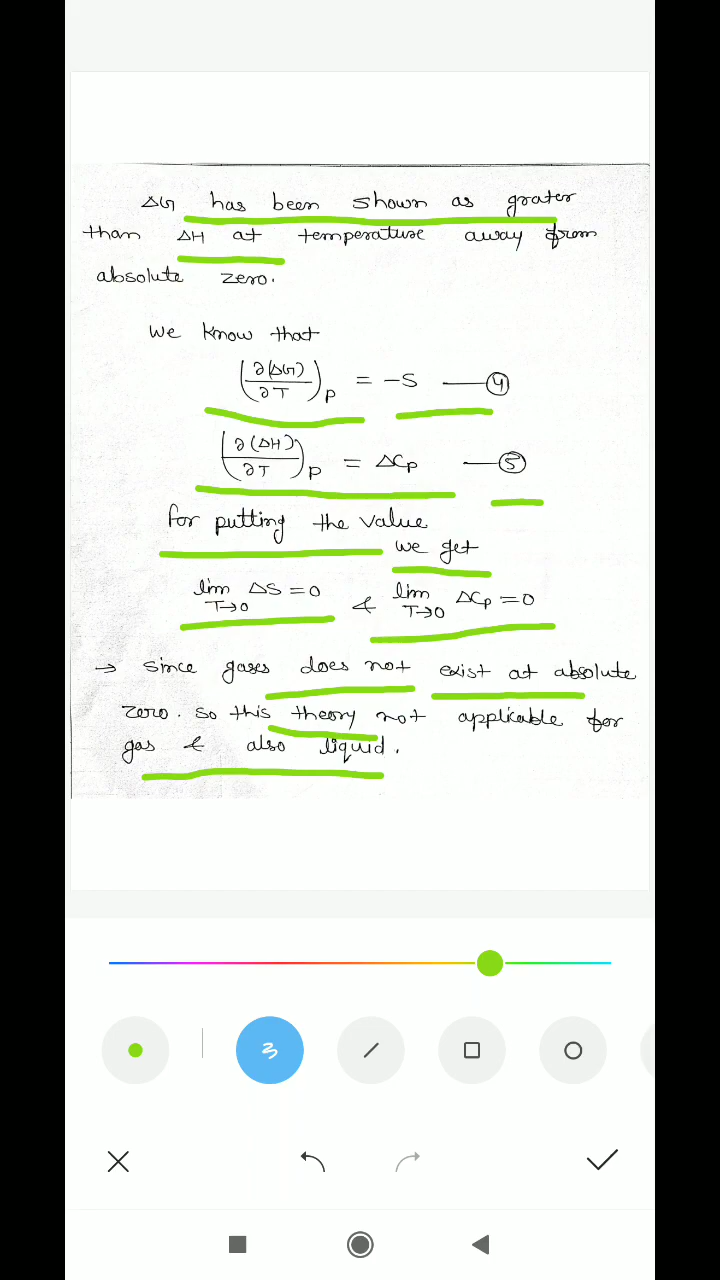 ΔG has been shown as grater
than ΔH at temperature away from
absolute zero.
We know that
(∂(ΔG)/∂T)P = -S —④
(∂(ΔH)/∂T)P = ΔCp —⑤
for putting the value
we get
lim T→0 ΔS = 0 & lim T→0 ΔCp = 0
→ since gases does not exist at absolute
zero. so this theory not applicable for
gas & also liquid.